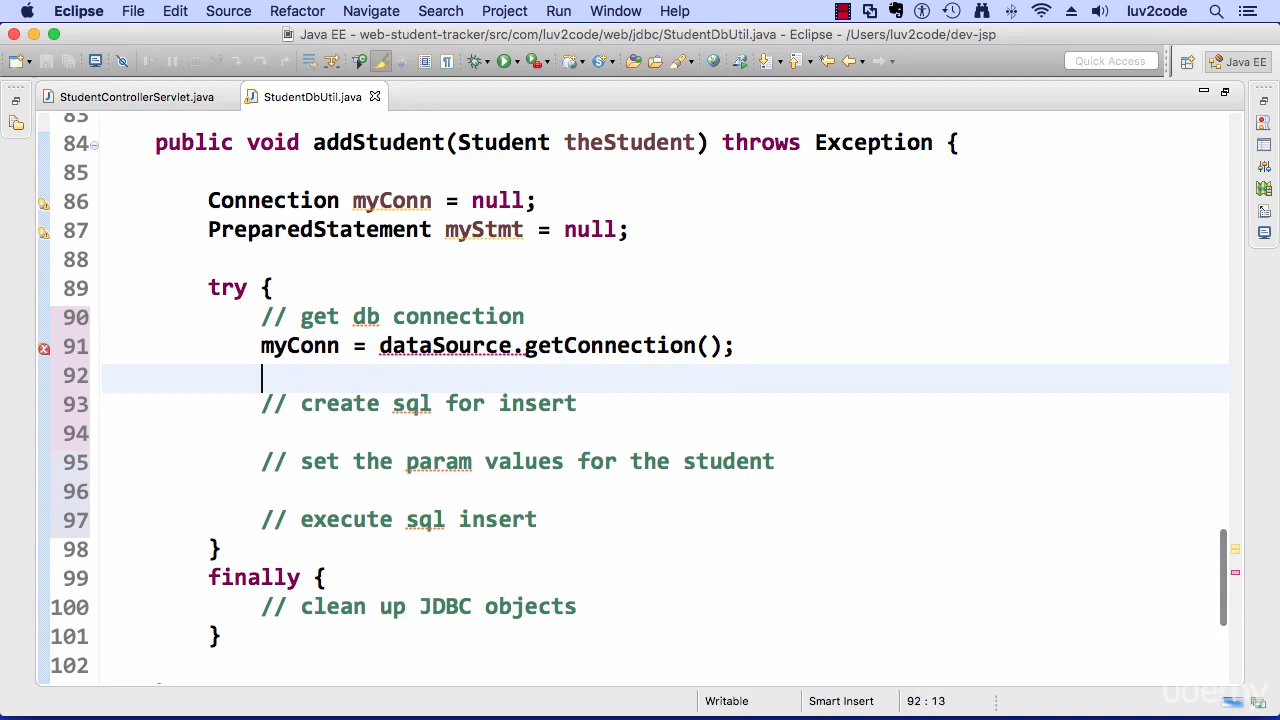 Eclipse File Edit Source Refactor Navigate Search Project Run Window Help luv2code
Java EE - web-student-tracker/src/com/luv2code/web/jdbc/StudentDbUtil.java - Eclipse - /Users/luv2code/dev-jsp
Quick Access Java EE
StudentControllerServlet.java StudentDbUtil.java
83
84 public void addStudent(Student theStudent) throws Exception {
85
86 Connection myConn = null;
87 PreparedStatement myStmt = null;
88
89 try {
90 // get db connection
91 myConn = dataSource.getConnection();
92
93 // create sql for insert
94
95 // set the param values for the student
96
97 // execute sql insert
98 }
99 finally {
100 // clean up JDBC objects
101 }
102
Writable Smart Insert 92 : 13
udemy